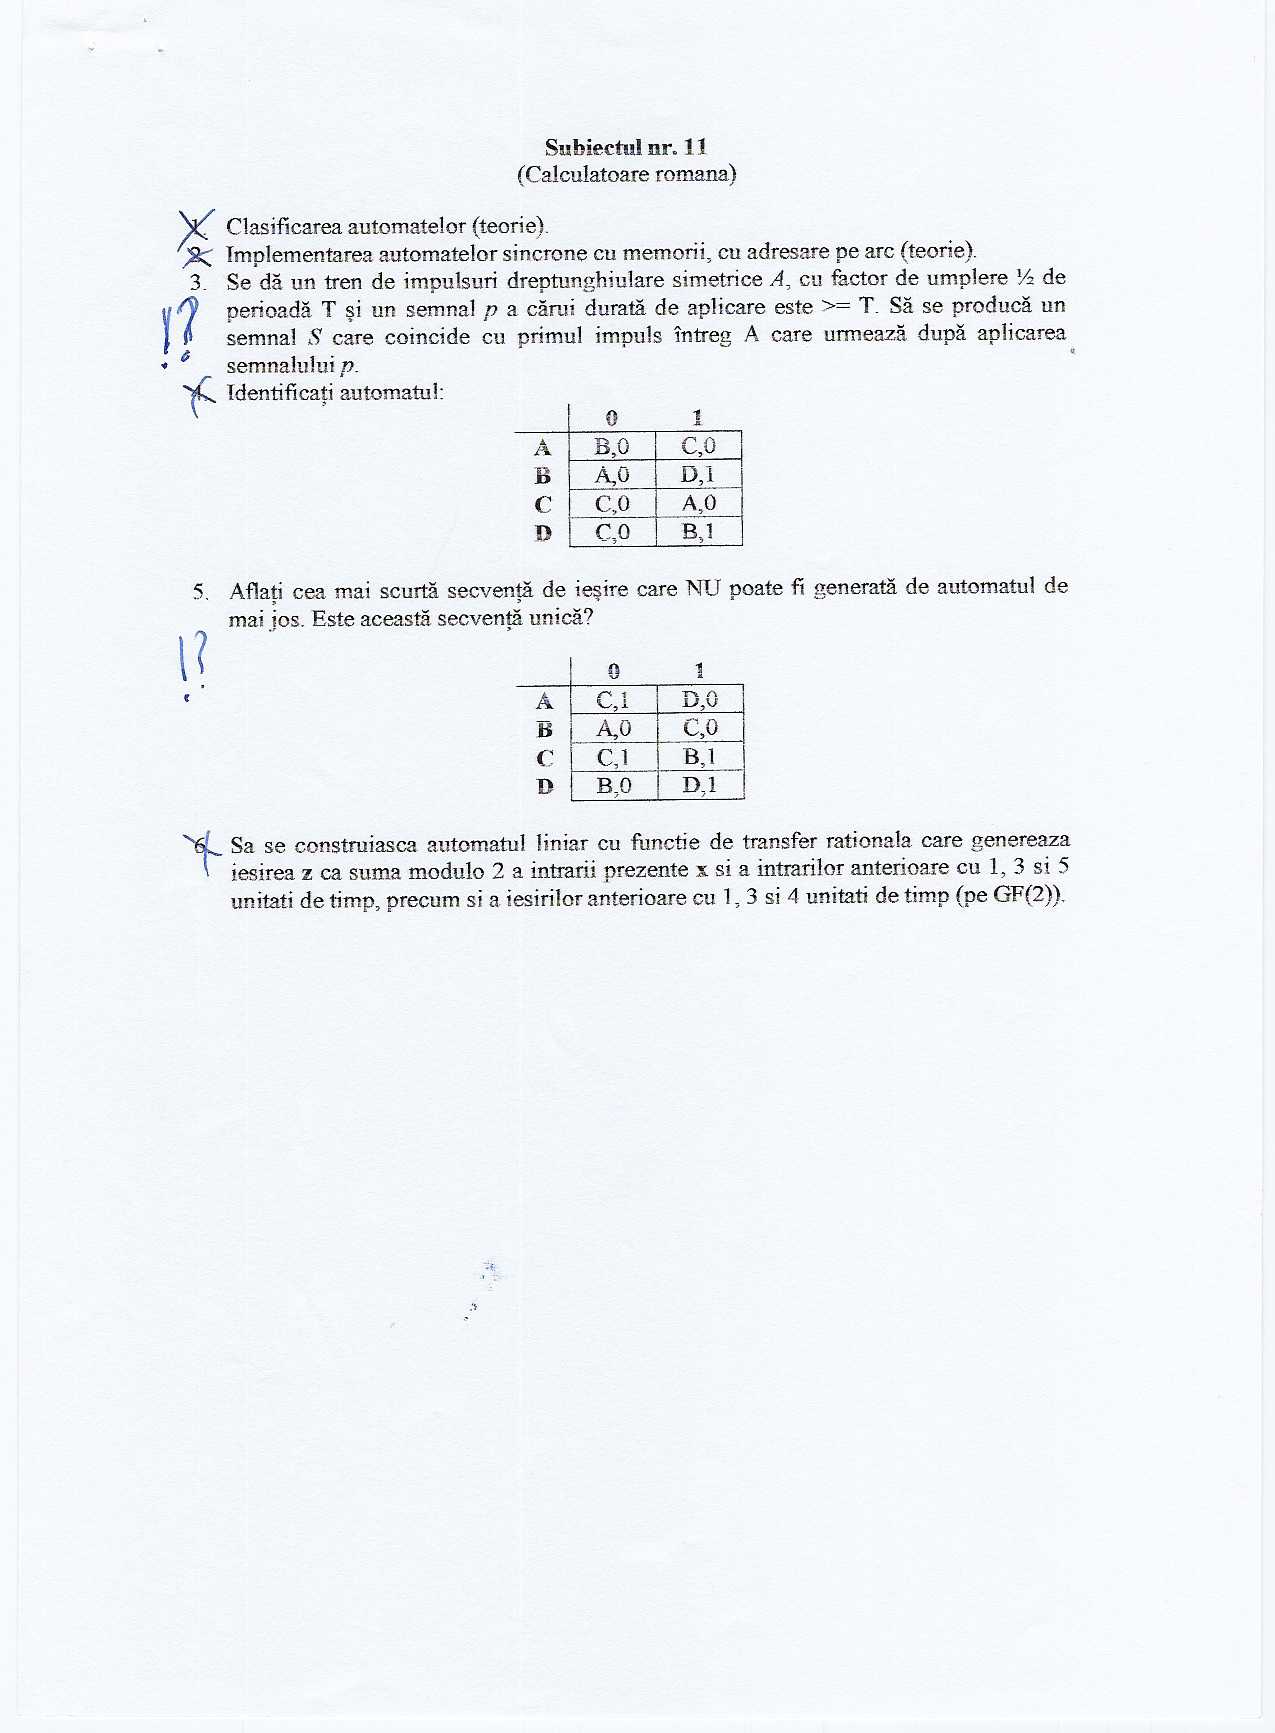 Subiectul nr. 11
(Calculatoare romana)
1. Clasificarea automatelor (teorie).
2. Implementarea automatelor sincrone cu memorii, cu adresare pe arc (teorie).
3. Se dă un tren de impulsuri dreptunghiulare simetrice A, cu factor de umplere ½ de
perioadă T și un semnal p a cărui durată de aplicare este >= T. Să se producă un
semnal S care coincide cu primul impuls întreg A care urmează după aplicarea
semnalului p.
!?
4. Identificați automatul:
0 1
A B,0 C,0
B A,0 D,1
C C,0 A,0
D C,0 B,1
5. Aflați cea mai scurtă secvență de ieșire care NU poate fi generată de automatul de
mai jos. Este această secvență unică?
!?
0 1
A C,1 D,0
B A,0 C,0
C C,1 B,1
D B,0 D,1
6. Sa se construiasca automatul liniar cu functie de transfer rationala care genereaza
iesirea z ca suma modulo 2 a intrarii prezente x si a intrarilor anterioare cu 1, 3 si 5
unitati de timp, precum si a iesirilor anterioare cu 1, 3 si 4 unitati de timp (pe GF(2)).